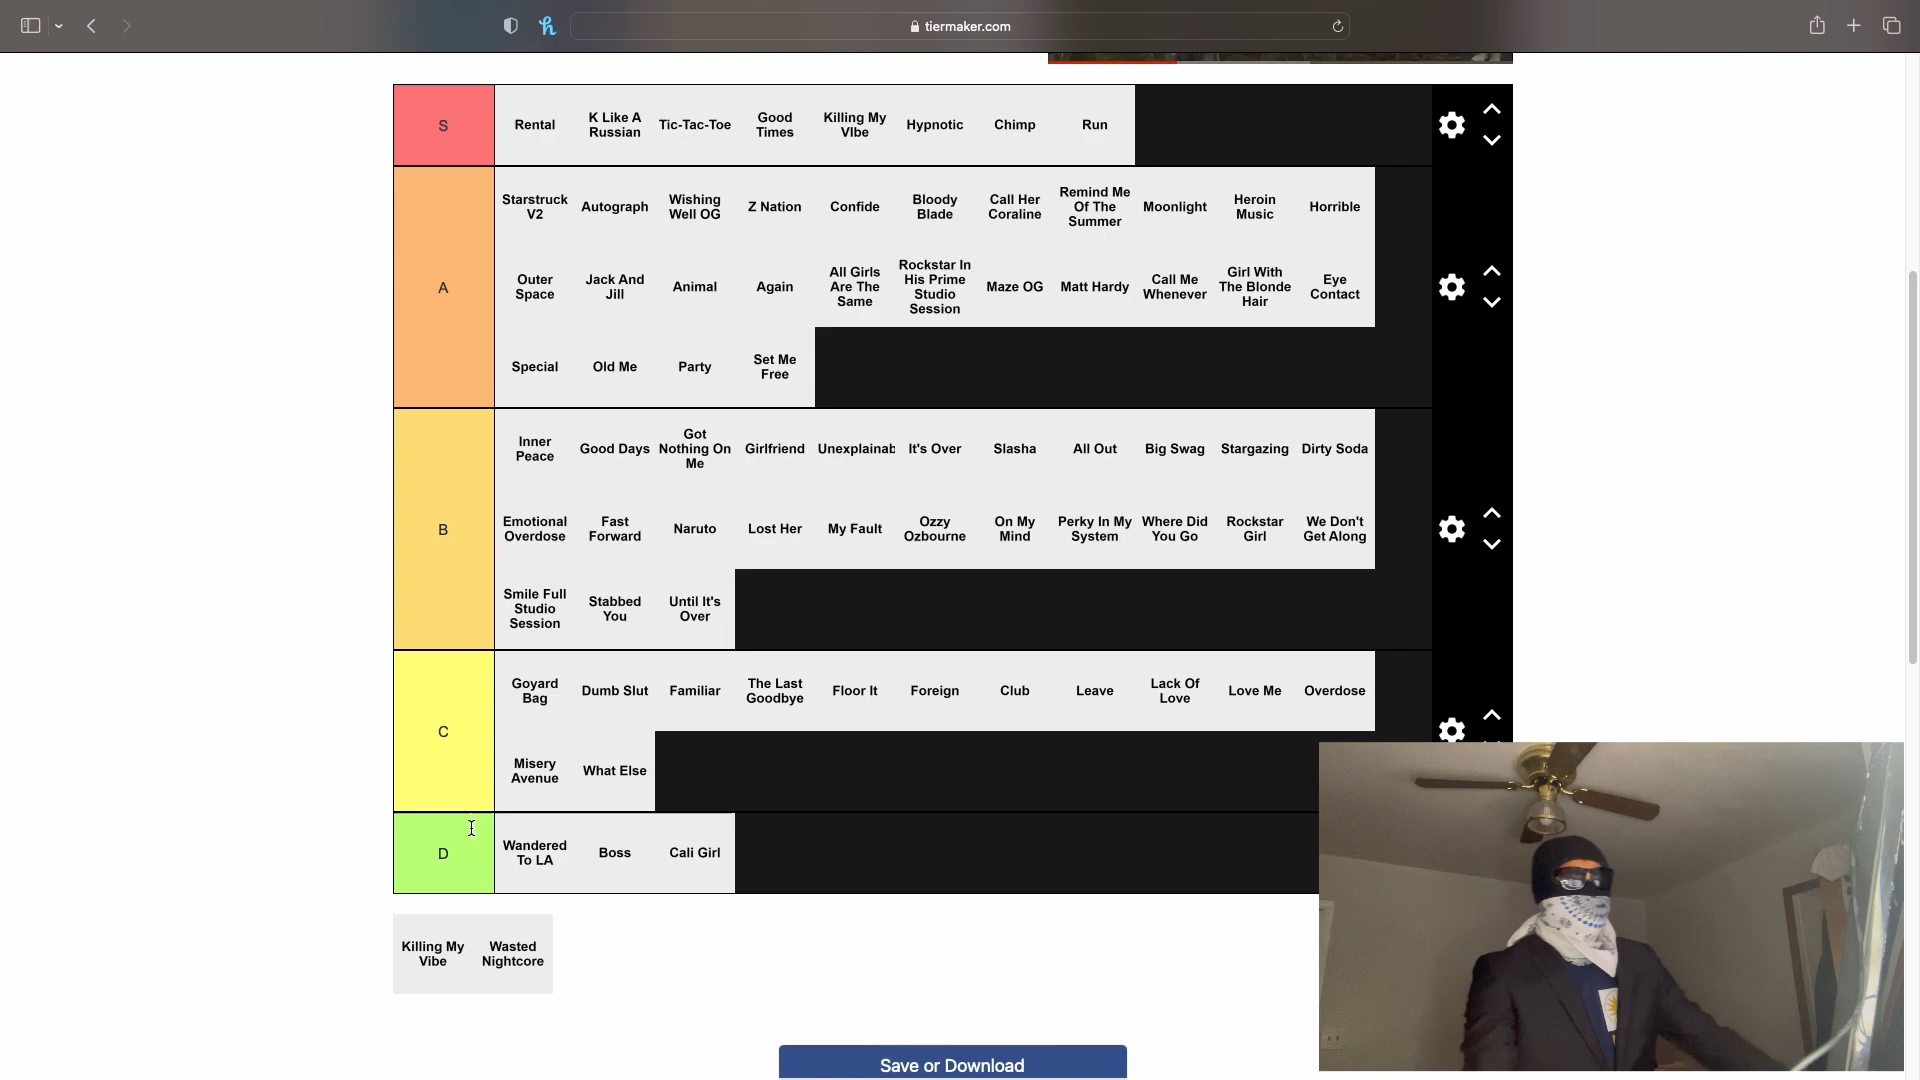 tiermaker.com
S
Rental
K Like A
Russian
Tic-Tac-Toe
Good
Times
Killing My
VIbe
Hypnotic
Chimp
Run
A
Starstruck
V2
Autograph
Wishing
Well OG
Z Nation
Confide
Bloody
Blade
Call Her
Coraline
Remind Me
Of The
Summer
Moonlight
Heroin
Music
Horrible
Outer
Space
Jack And
Jill
Animal
Again
All Girls
Are The
Same
Rockstar In
His Prime
Studio
Session
Maze OG
Matt Hardy
Call Me
Whenever
Girl With
The Blonde
Hair
Eye
Contact
Special
Old Me
Party
Set Me
Free
B
Inner
Peace
Good Days
Got
Nothing On
Me
Girlfriend
Unexplainab
It's Over
Slasha
All Out
Big Swag
Stargazing
Dirty Soda
Emotional
Overdose
Fast
Forward
Naruto
Lost Her
My Fault
Ozzy
Ozbourne
On My
Mind
Perky In My
System
Where Did
You Go
Rockstar
Girl
We Don't
Get Along
Smile Full
Studio
Session
Stabbed
You
Until It's
Over
C
Goyard
Bag
Dumb Slut
Familiar
The Last
Goodbye
Floor It
Foreign
Club
Leave
Lack Of
Love
Love Me
Overdose
Misery
Avenue
What Else
D
Wandered
To LA
Boss
Cali Girl
Killing My
Vibe
Wasted
Nightcore
Save or Download